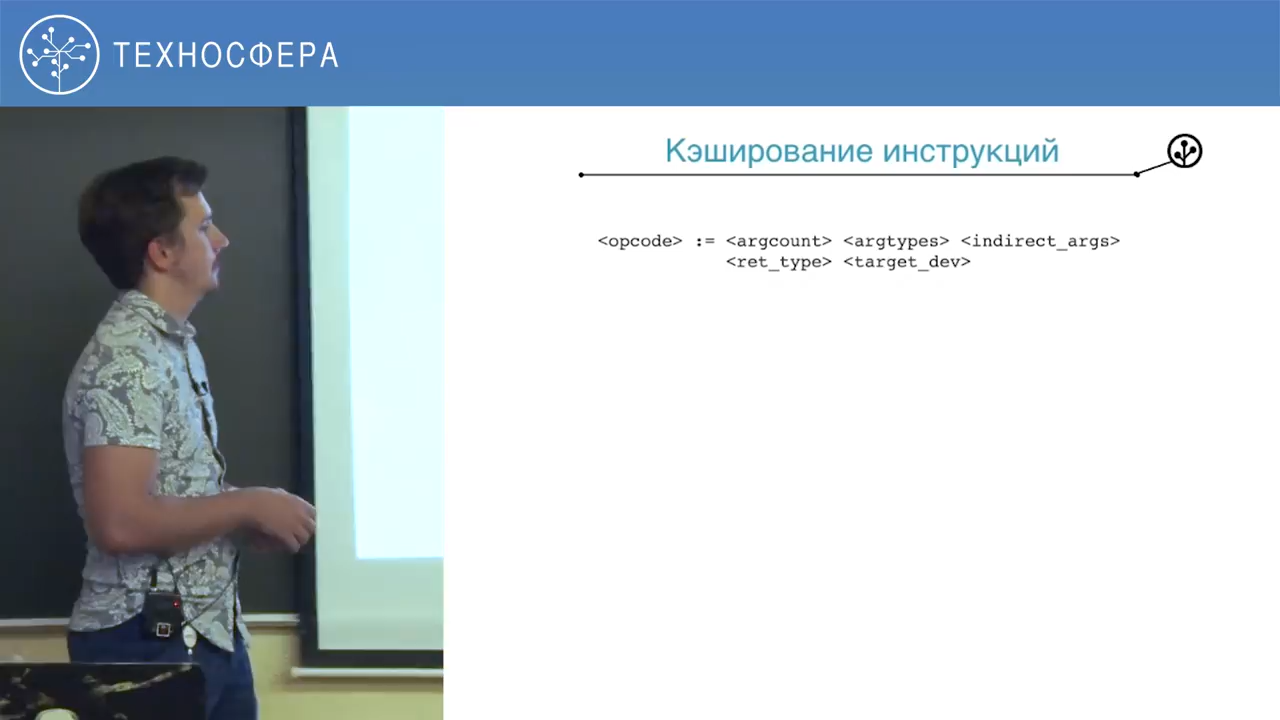 ТЕХНОСФЕРА
Кэширование инструкций
<opcode> := <argcount> <argtypes> <indirect_args>
<ret_type> <target_dev>